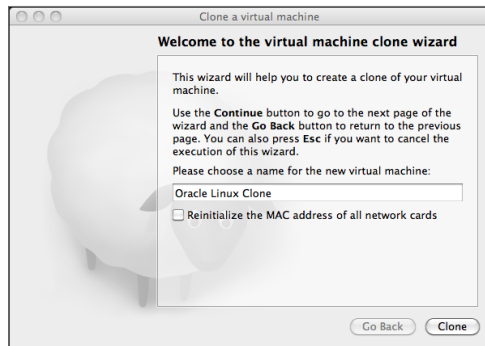 Clone a virtual machine
Welcome to the virtual machine clone wizard
This wizard will help you to create a clone of your virtual
machine.
Use the Continue button to go to the next page of the
wizard and the Go Back button to return to the previous
page. You can also press Esc if you want to cancel the
execution of this wizard.
Please choose a name for the new virtual machine:
Oracle Linux Clone
Reinitialize the MAC address of all network cards
Go Back
Clone